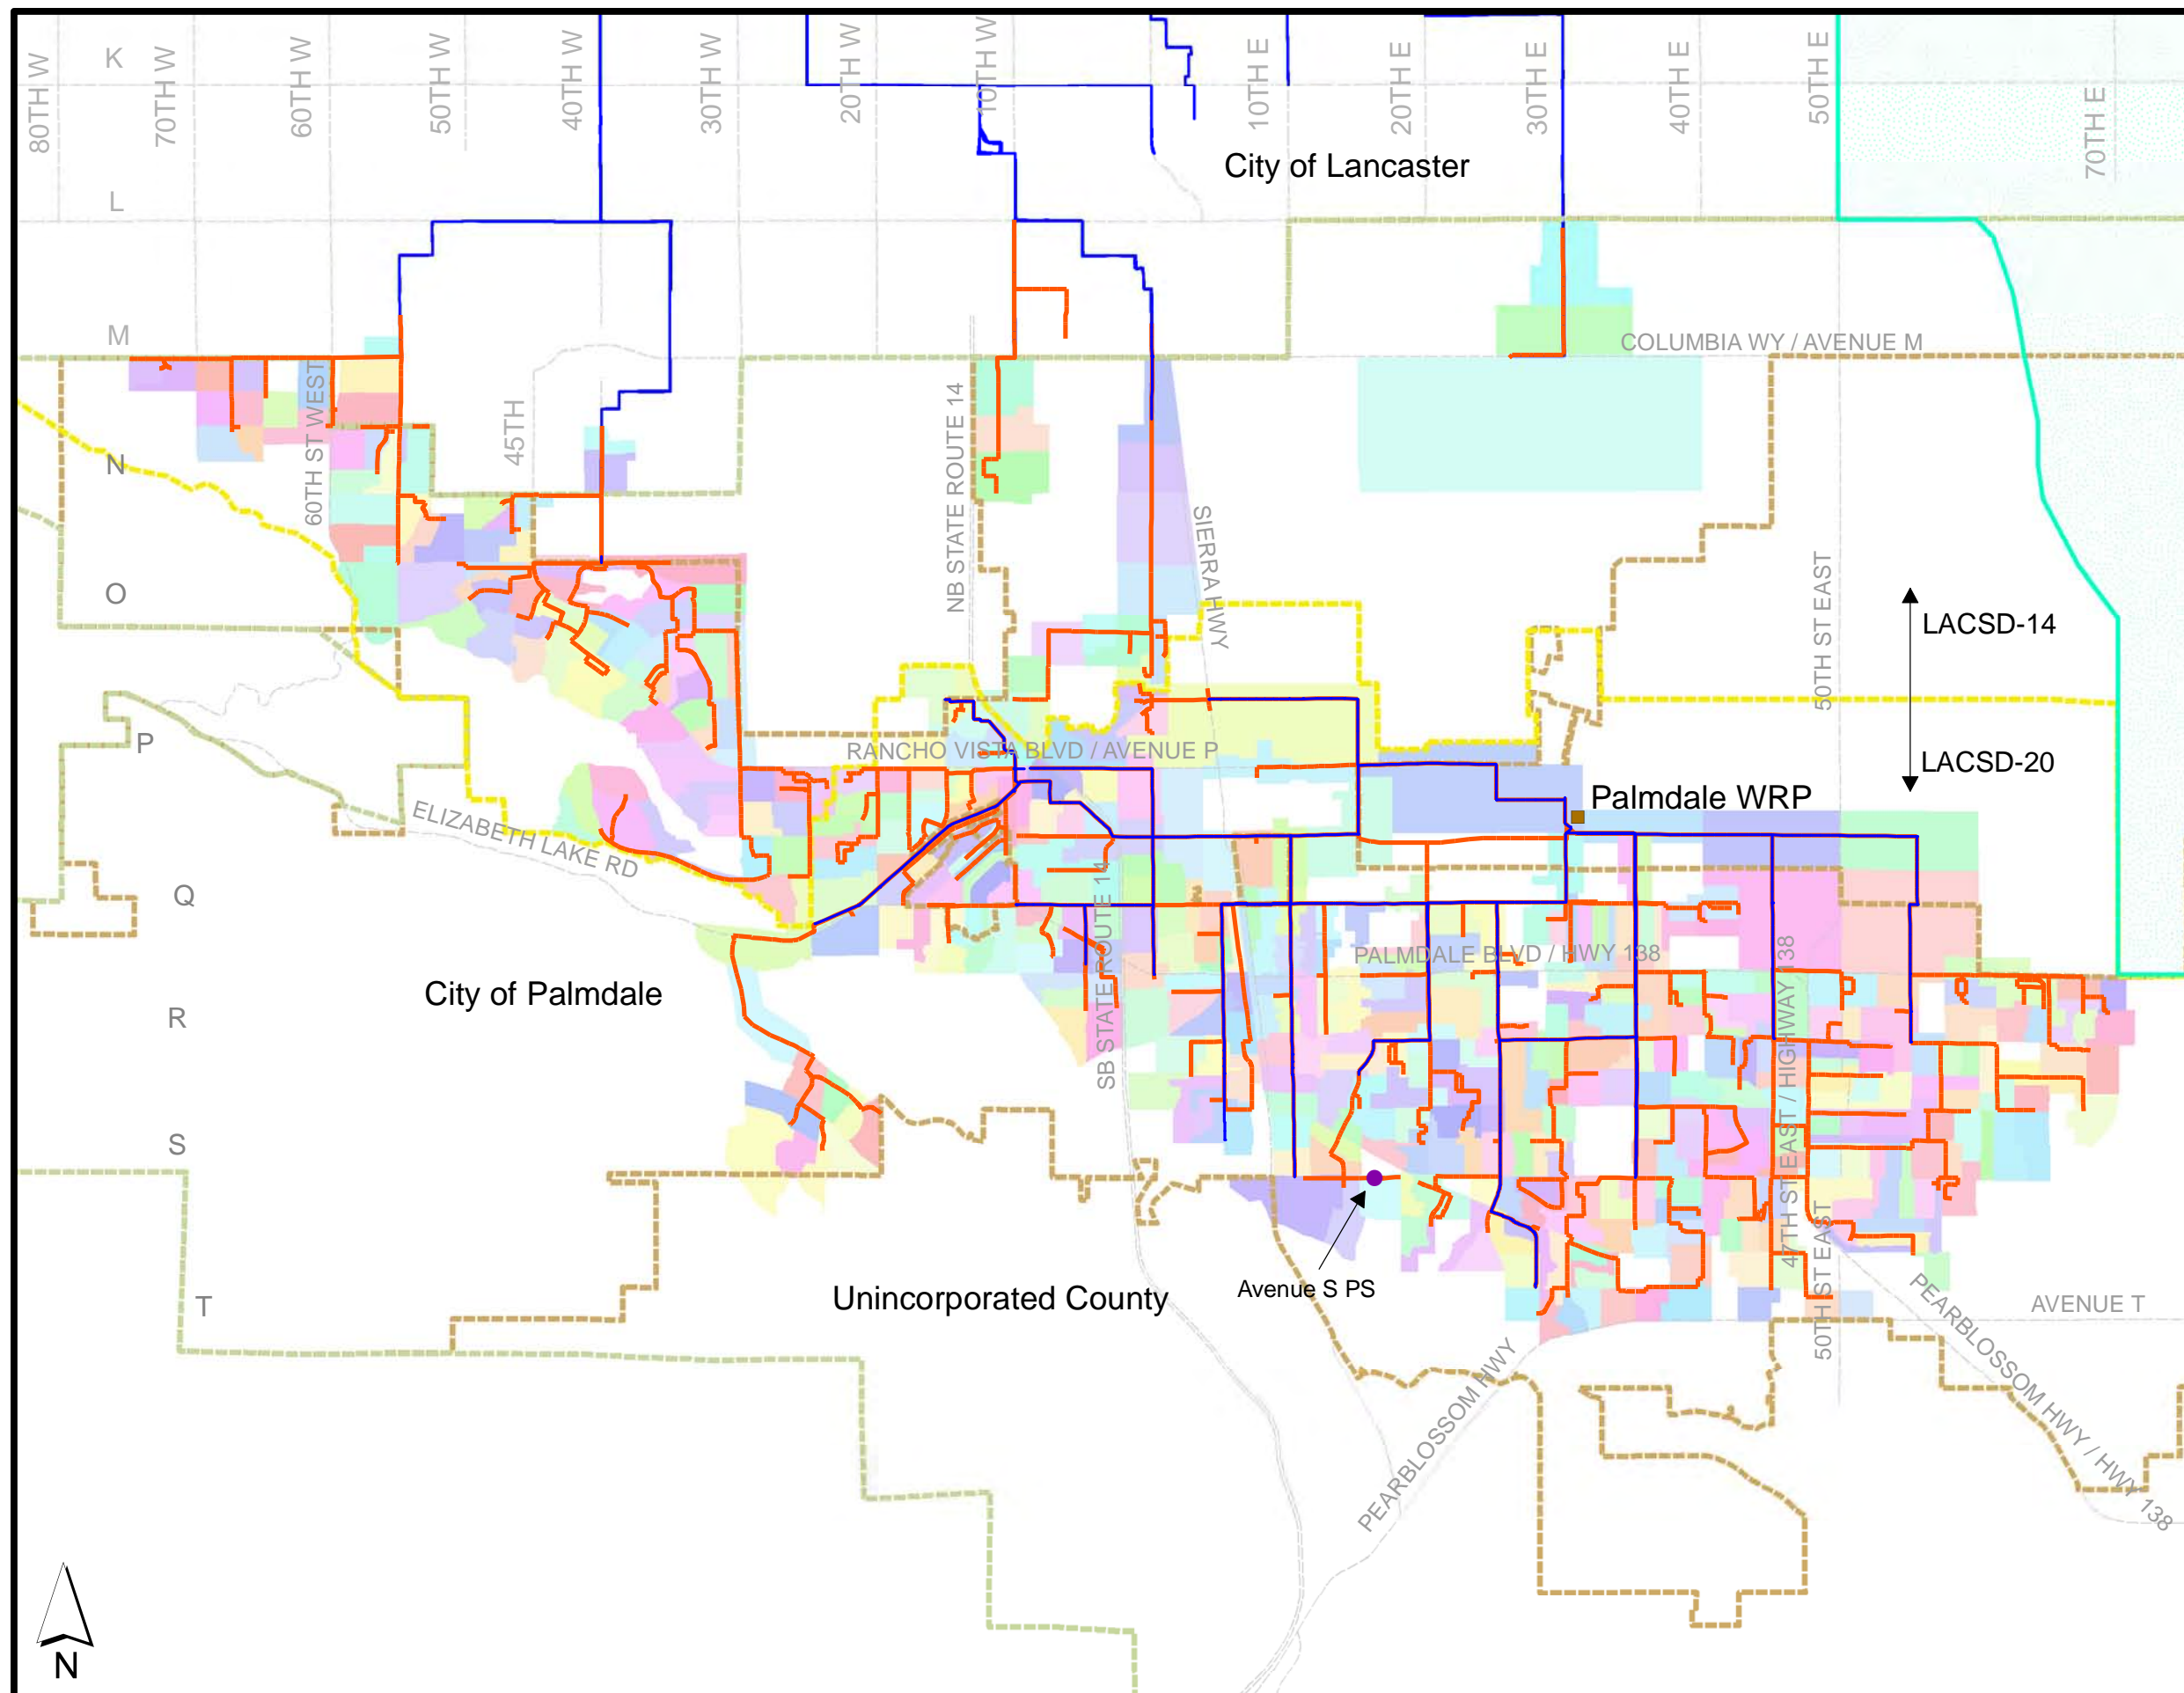 80TH W
K
70TH W
60TH W
50TH W
40TH W
30TH W
20TH W
10TH W
10TH E
20TH E
30TH E
40TH E
50TH E
70TH E
City of Lancaster
L
M
COLUMBIA WY / AVENUE M
60TH ST WEST
45TH
NB STATE ROUTE 14
N
SIERRA HWY
50TH ST EAST
O
LACSD-14
P
RANCHO VISTA BLVD / AVENUE P
LACSD-20
Palmdale WRP
ELIZABETH LAKE RD
Q
SB STATE ROUTE 14
PALMDALE BLVD / HWY 138
City of Palmdale
R
47TH ST EAST / HIGHWAY 138
S
Avenue S PS
Unincorporated County
50TH ST EAST
T
AVENUE T
PEARBLOSSOM HWY
PEARBLOSSOM HWY / HWY 138
N